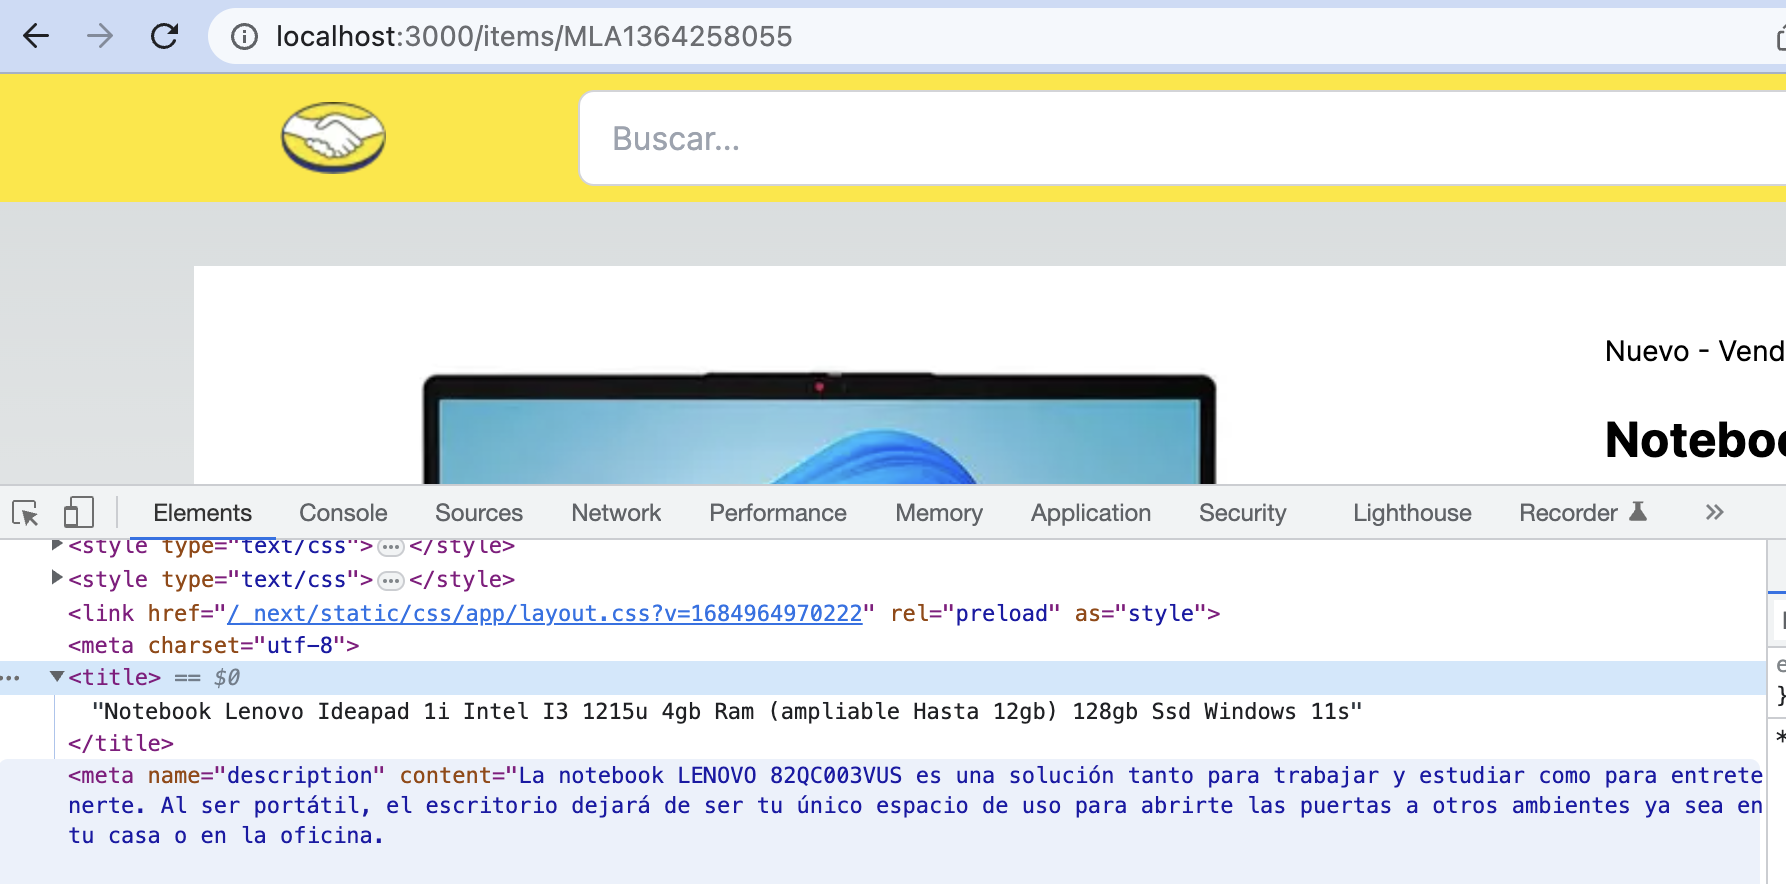 localhost:3000/items/MLA1364258055
Buscar...
Nuevo - Vend
Noteboo
Elements Console Sources Network Performance Memory Application Security Lighthouse Recorder
<style type="text/css">…</style>
<style type="text/css">…</style>
<link href="/_next/static/css/app/layout.css?v=1684964970222" rel="preload" as="style">
<meta charset="utf-8">
… <title> == $0
"Notebook Lenovo Ideapad 1i Intel I3 1215u 4gb Ram (ampliable Hasta 12gb) 128gb Ssd Windows 11s"
</title>
<meta name="description" content="La notebook LENOVO 82QC003VUS es una solución tanto para trabajar y estudiar como para entrete
nerte. Al ser portátil, el escritorio dejará de ser tu único espacio de uso para abrirte las puertas a otros ambientes ya sea en
tu casa o en la oficina.